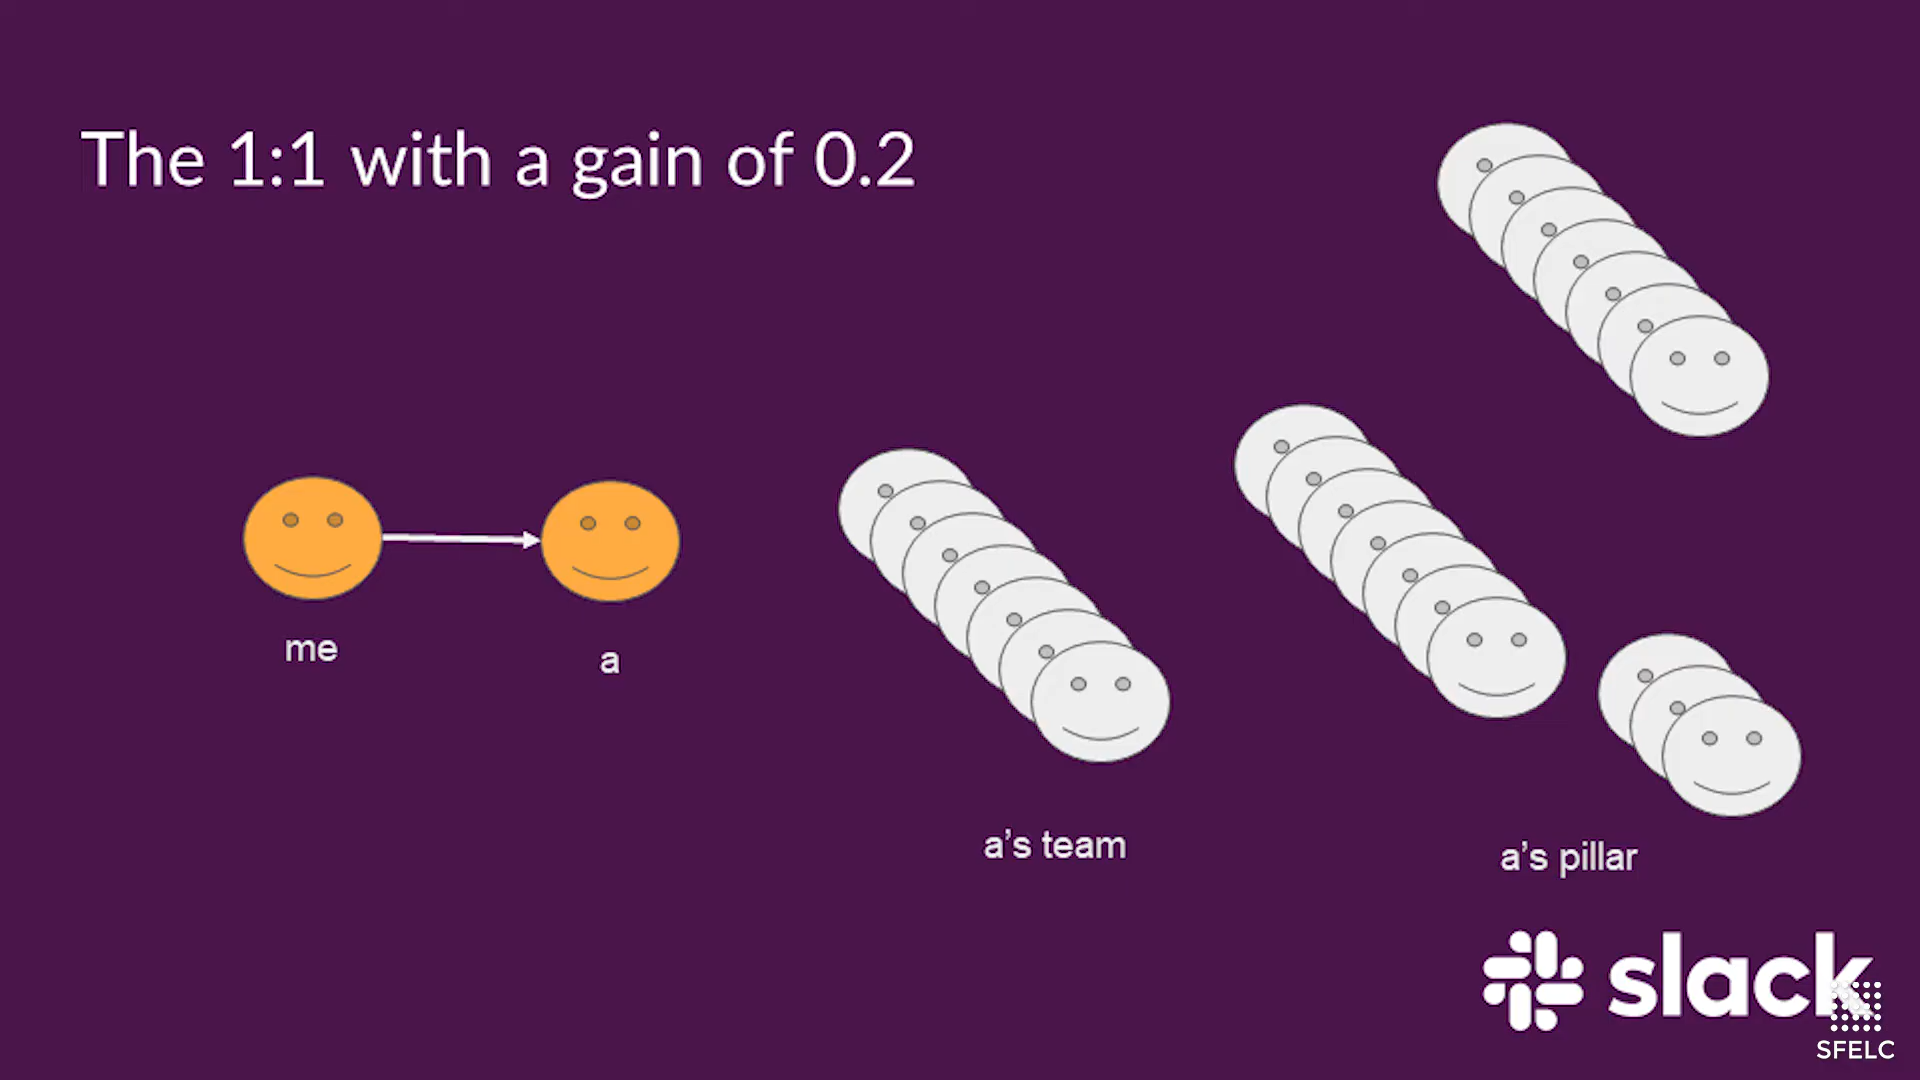 The 1:1 with a gain of 0.2
me
a
a's team
a's pillar
slack
SFELC